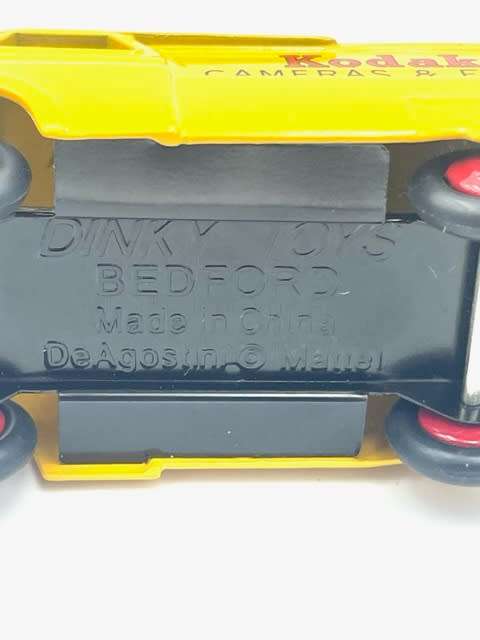 Kodak
CAMERAS &
DINKY TOYS
BEDFORD
Made in China
DeAgostini © Mattel